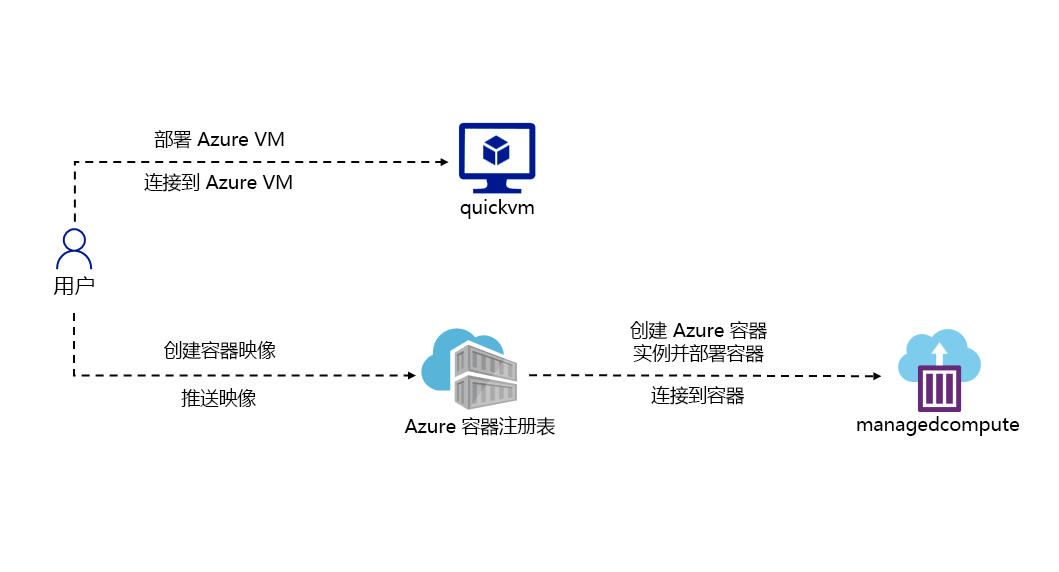 部署 Azure VM
连接到 Azure VM
quickvm
用户
创建容器映像
推送映像
Azure 容器注册表
创建 Azure 容器
实例并部署容器
连接到容器
managedcompute